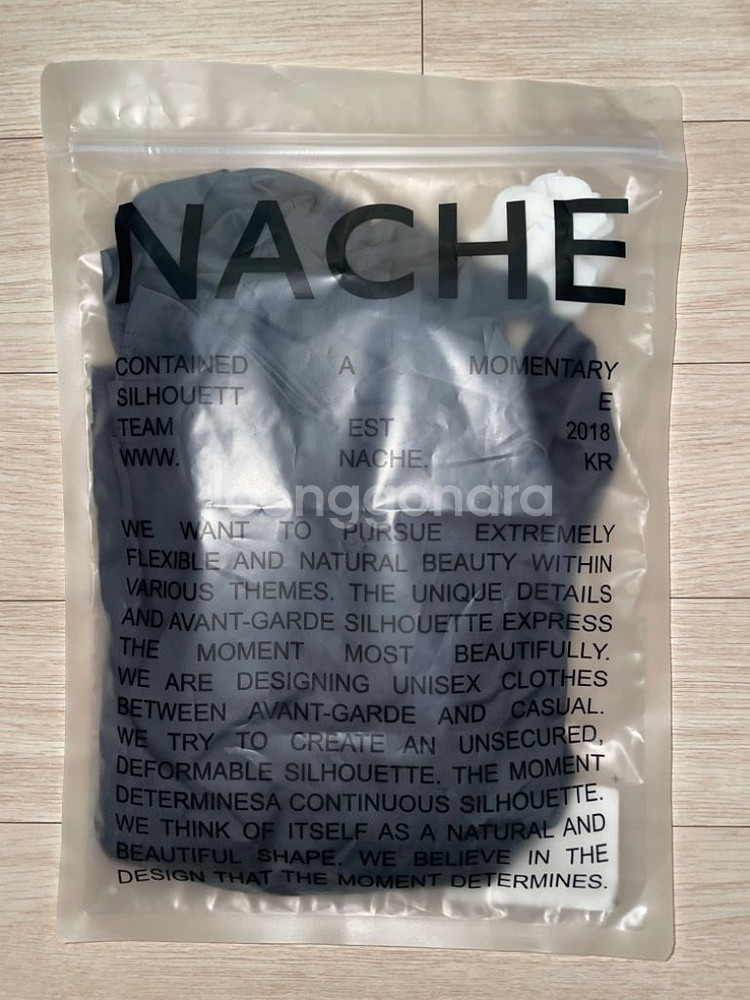 NACHE
CONTAINED A MOMENTARY
SILHOUETT E
TEAM EST 2018
WWW. NACHE. KR
joonggonara
WE WANT TO PURSUE EXTREMELY
FLEXIBLE AND NATURAL BEAUTY WITHIN
VARIOUS THEMES. THE UNIQUE DETAILS
AND AVANT-GARDE SILHOUETTE EXPRESS
THE MOMENT MOST BEAUTIFULLY.
WE ARE DESIGNING UNISEX CLOTHES
BETWEEN AVANT-GARDE AND CASUAL.
WE TRY TO CREATE AN UNSECURED,
DEFORMABLE SILHOUETTE. THE MOMENT
DETERMINESA CONTINUOUS SILHOUETTE.
WE THINK OF ITSELF AS A NATURAL AND
BEAUTIFUL SHAPE. WE BELIEVE IN THE
DESIGN THAT THE MOMENT DETERMINES.